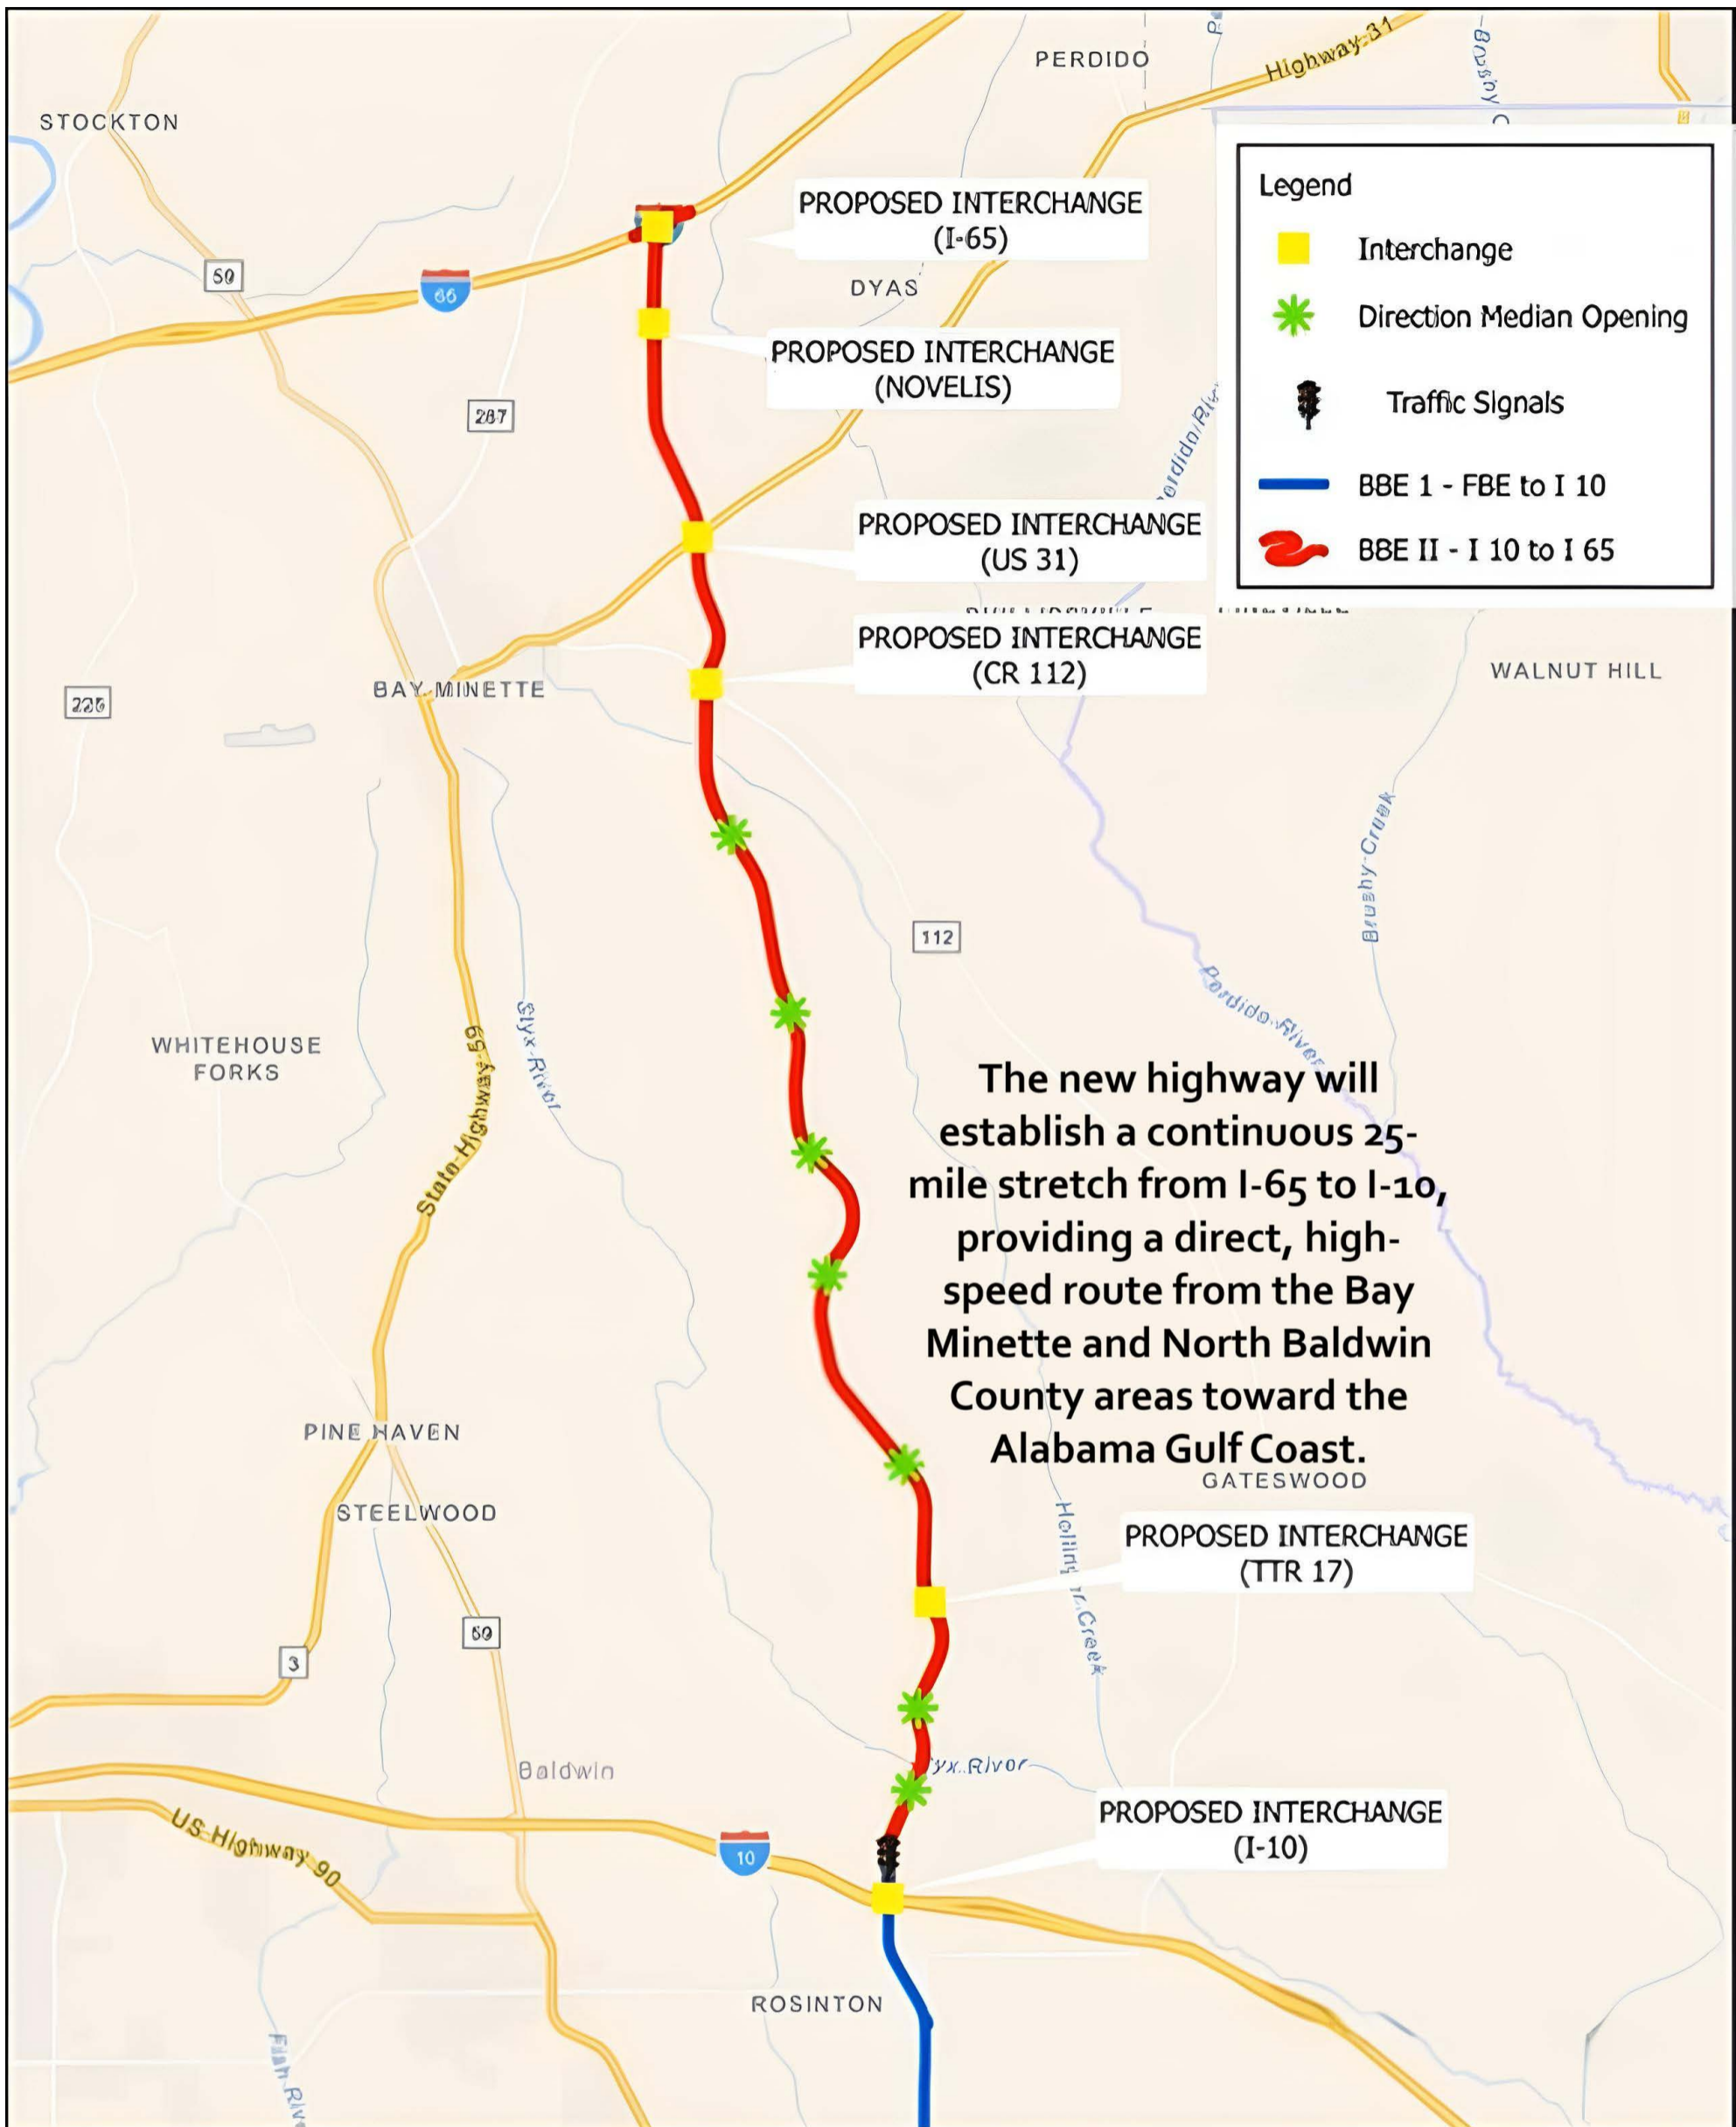 PERDIDO
Highway-31
STOCKTON
Legend
Interchange
Direction Median Opening
Traffic Signals
BBE 1 - FBE to I 10
BBE II - I 10 to I 65
PROPOSED INTERCHANGE
(I-65)
59
DYAS
PROPOSED INTERCHANGE
(NOVELIS)
287
PROPOSED INTERCHANGE
(US 31)
PROPOSED INTERCHANGE
(CR 112)
WALNUT HILL
BAY MINETTE
225
Brushy-Creek
112
Perdido-River
WHITEHOUSE
FORKS
State-Highway-59
Styx-River
The new highway will
establish a continuous 25-
mile stretch from I-65 to I-10,
providing a direct, high-
speed route from the Bay
Minette and North Baldwin
County areas toward the
Alabama Gulf Coast.
PINE HAVEN
GATESWOOD
STEELWOOD
PROPOSED INTERCHANGE
(TTR 17)
Creek
59
3
Baldwin
River
US-Highway 90
10
PROPOSED INTERCHANGE
(I-10)
ROSINTON
Fish